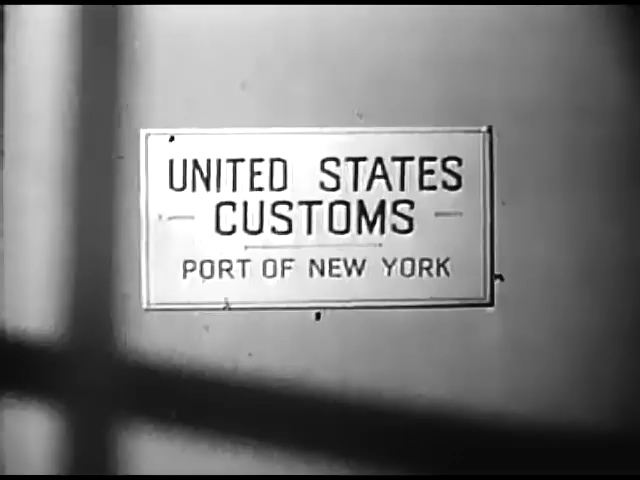 UNITED STATES
- CUSTOMS -
PORT OF NEW YORK